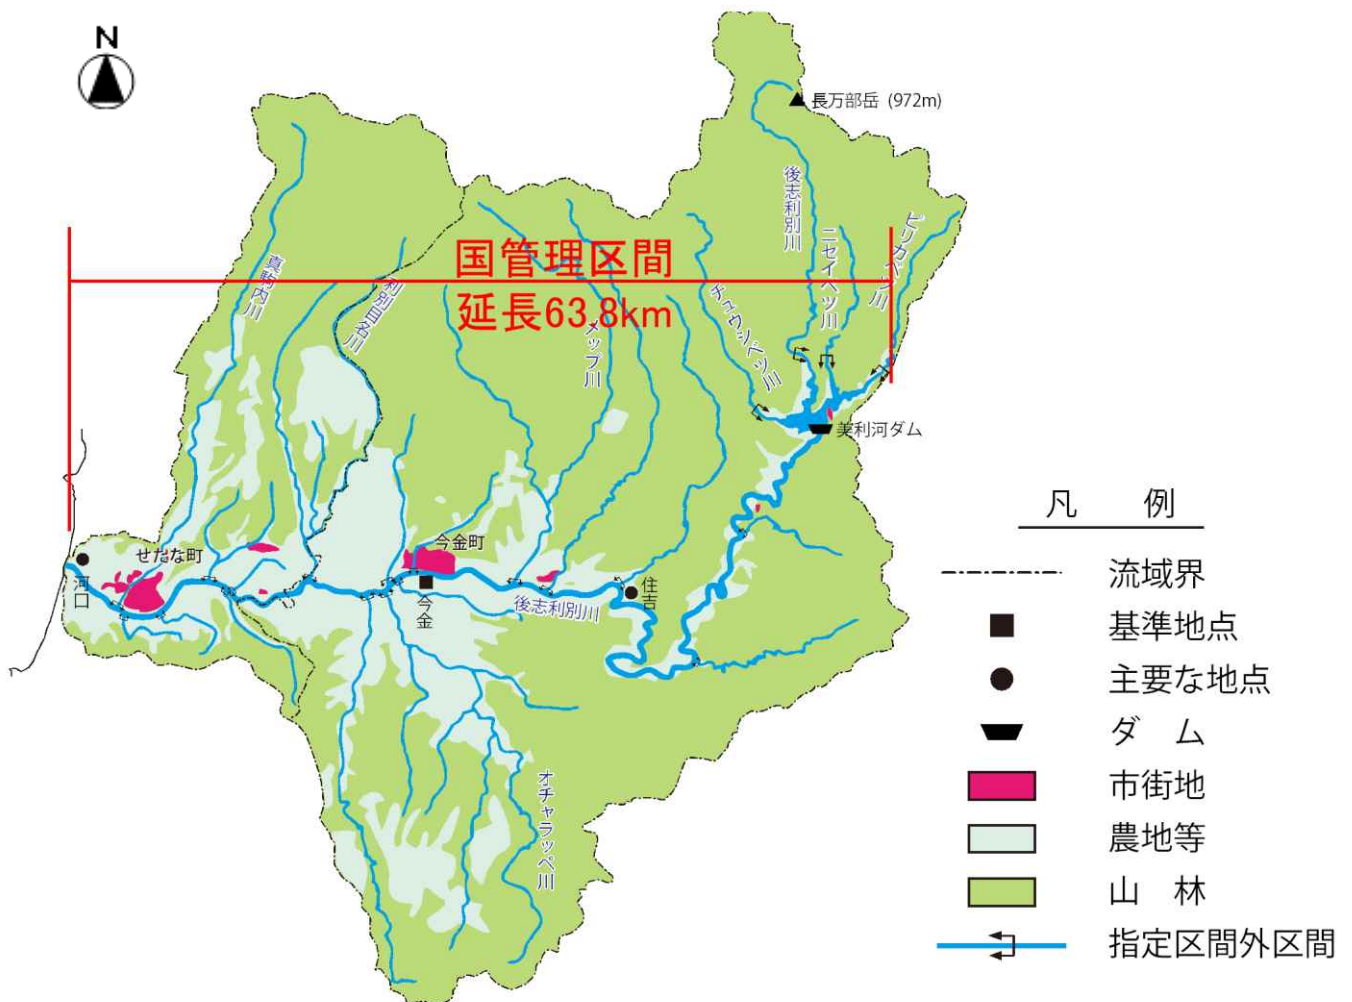 N
長万部岳 (972m)
後志利別川
ニセイベツ川
ピリカベツ川
国管理区間
延長63.8km
真駒内川
利別目名川
メップ川
チュウシベツ川
美利河ダム
せたな町
河口
今金町
今金
住吉
後志利別川
オチャラッペ川
凡 例
流域界
基準地点
主要な地点
ダ ム
市街地
農地等
山 林
指定区間外区間